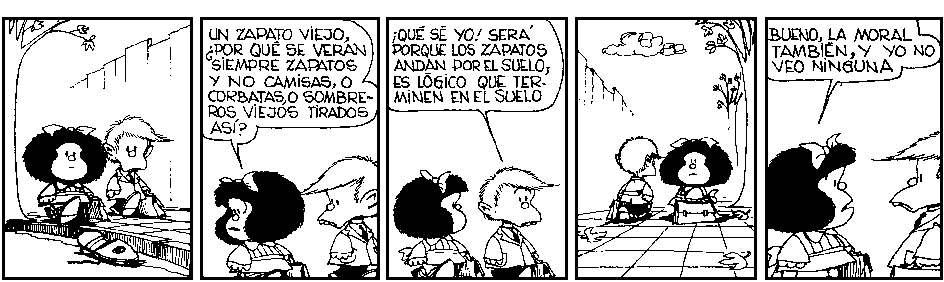 UN ZAPATO VIEJO,
¿POR QUÉ SE VERÁN
SIEMPRE ZAPATOS
Y NO CAMISAS, O
CORBATAS, O SOMBRE-
ROS VIEJOS TIRADOS
ASÍ?
¡QUÉ SÉ YO! SERÁ
PORQUE LOS ZAPATOS
ANDAN POR EL SUELO,
ES LÓGICO QUE TER-
MINEN EN EL SUELO
BUENO, LA MORAL
TAMBIÉN, Y YO NO
VEO NINGUNA